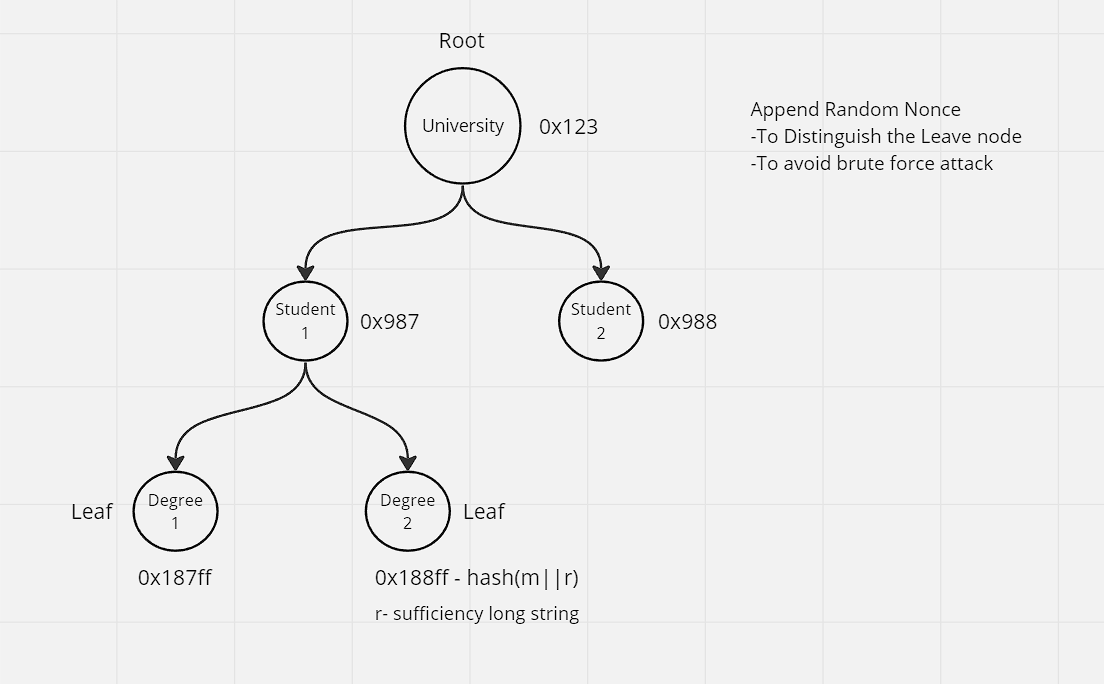 Root
University
0x123
Append Random Nonce
-To Distinguish the Leave node
-To avoid brute force attack
Student
1
0x987
Student
2
0x988
Leaf
Degree
1
Degree
2
Leaf
0x187ff
0x188ff - hash(m||r)
r- sufficiency long string